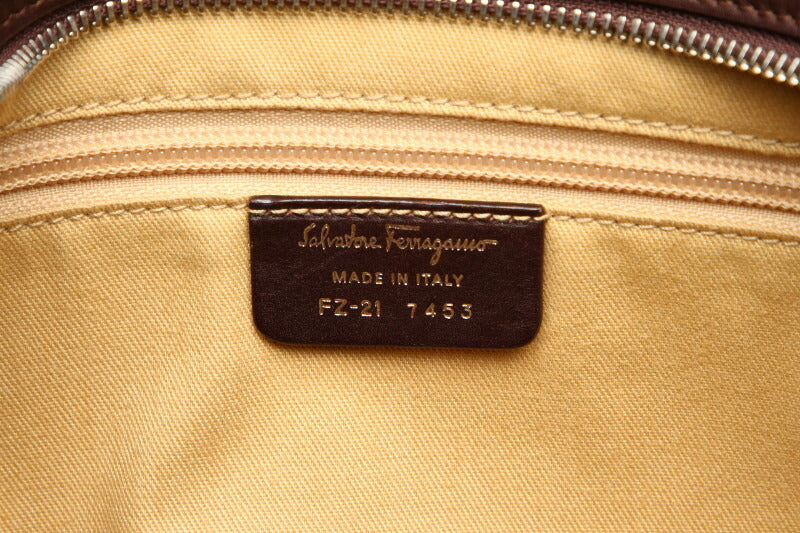 Salvatore Ferragamo
MADE IN ITALY
FZ-21 7453